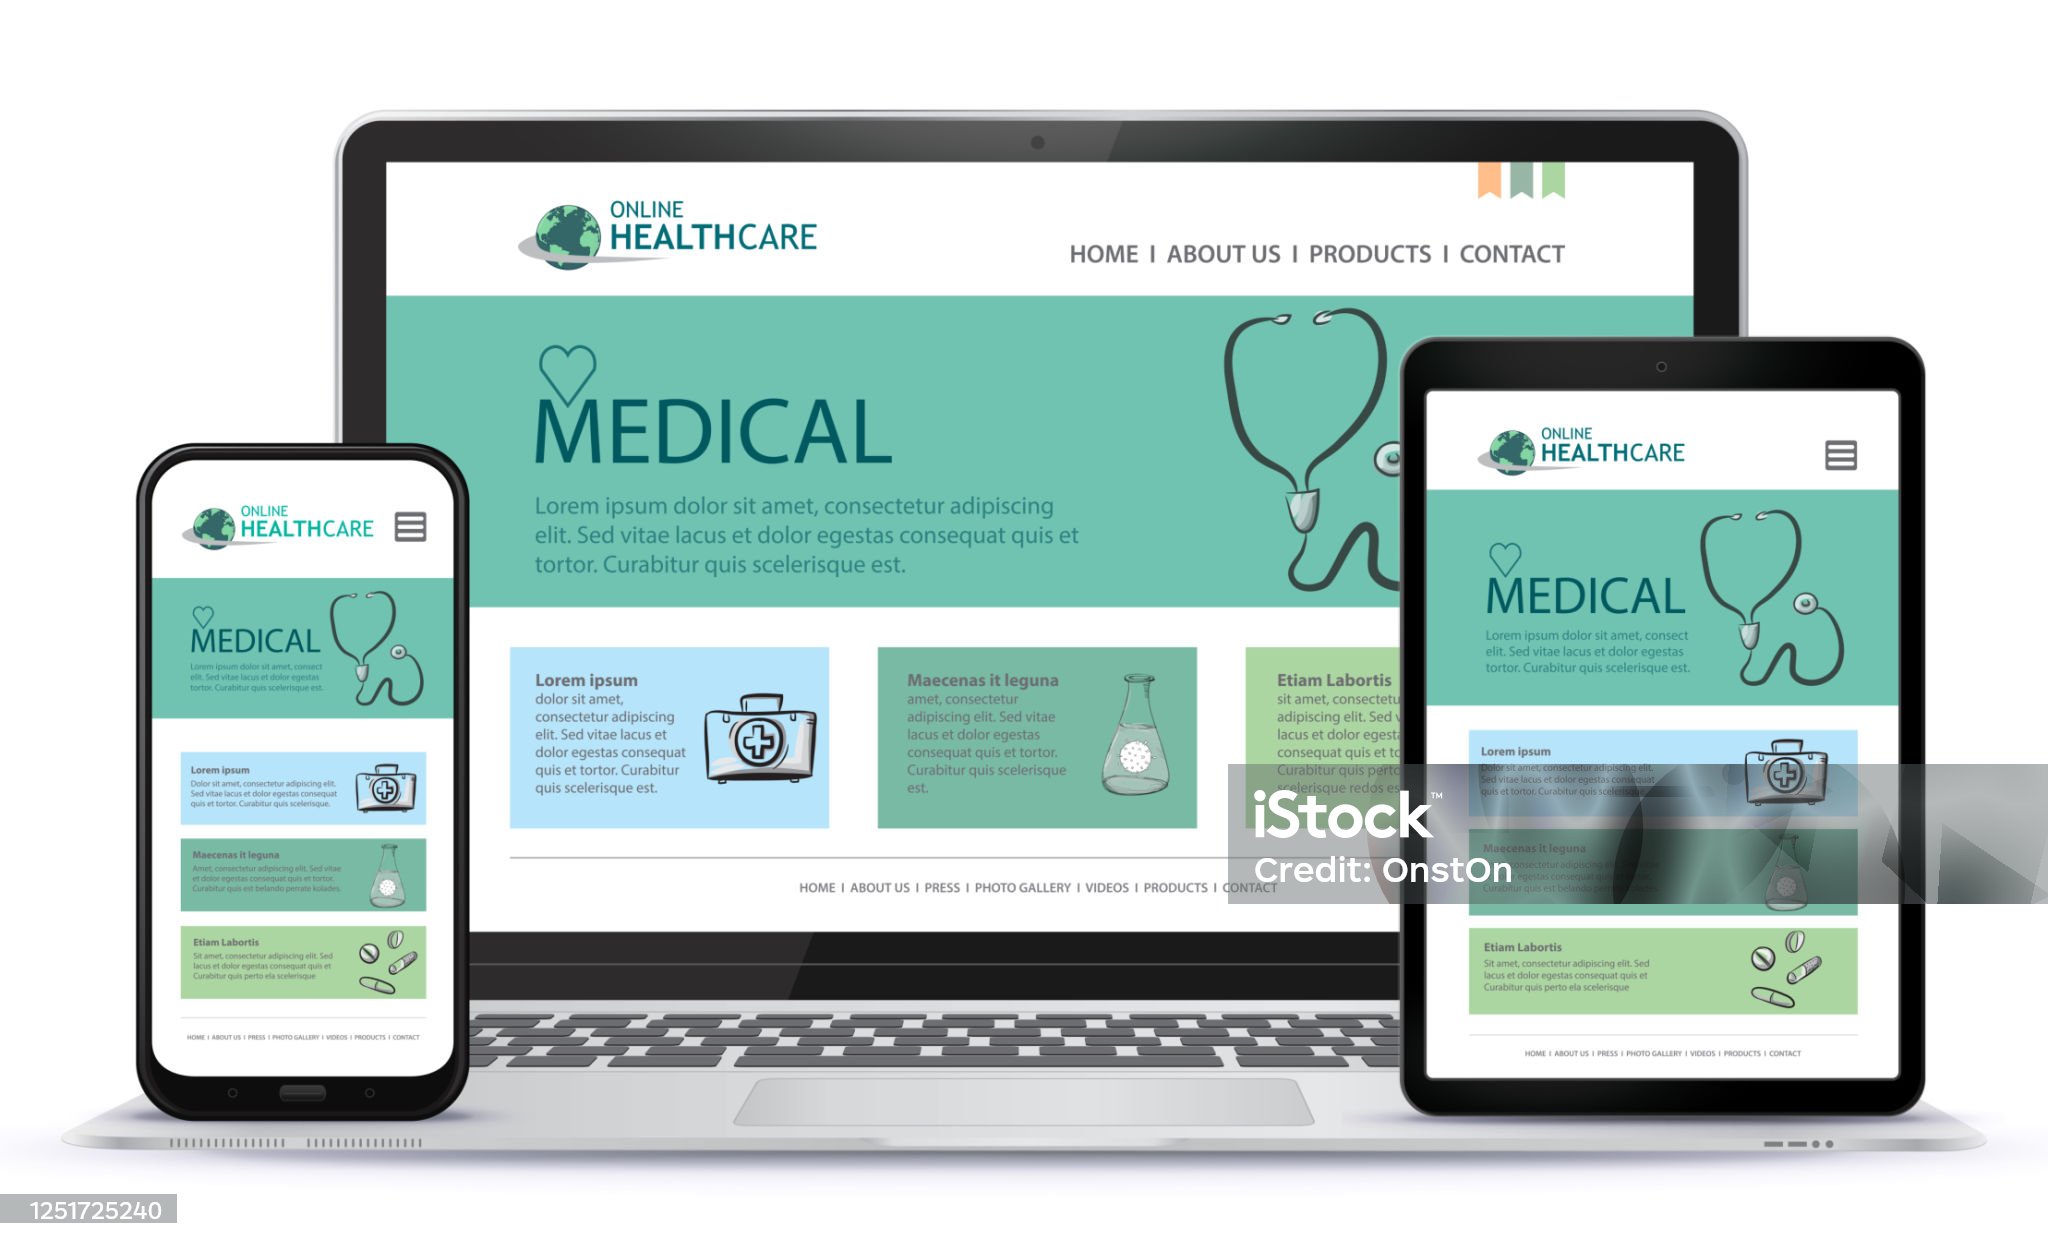 ONLINE
HEALTHCARE
HOME I ABOUT US I PRODUCTS I CONTACT
MEDICAL
Lorem ipsum dolor sit amet, consectetur adipiscing
elit. Sed vitae lacus et dolor egestas consequat quis et
tortor. Curabitur quis scelerisque est.
Lorem ipsum
dolor sit amet,
consectetur adipiscing
elit. Sed vitae lacus et
dolor egestas consequat
quis et tortor. Curabitur
quis scelerisque est.
Maecenas it leguna
amet, consectetur
adipiscing elit. Sed vitae
lacus et dolor egestas
consequat quis et tortor.
Curabitur quis scelerisque
est.
Etiam Labortis
sit amet, consectetu
adipiscing elit. Sed v
lacus et dolor egesta
consequat quis et to
Curabitur quis perto
scelerisque redos es
HOME I ABOUT US I PRESS I PHOTO GALLERY I VIDEOS I PRODUCTS I CONTACT
ONLINE
HEALTHCARE
MEDICAL
Lorem ipsum dolor sit amet, consect
elit. Sed vitae lacus et dolor egestas
tortor. Curabitur quis scelerisque est.
Lorem ipsum
Dolor sit amet, consectetur adipiscing elit.
Sed vitae lacus et dolor egestas consequat
quis et tortor. Curabitur quis scelerisque.
Maecenas it leguna
Amet, consectetur adipiscing elit. Sed vitae
lacus et dolor egestas consequat quis et tortor.
Curabitur quis est belando perrate kolades.
Etiam Labortis
Sit amet, consectetur adipiscing elit. Sed
lacus et dolor egestas consequat quis et
Curabitur quis perto ela scelerisque
HOME I ABOUT US I PRESS I PHOTO GALLERY I VIDEOS I PRODUCTS I CONTACT
ONLINE
HEALTHCARE
MEDICAL
Lorem ipsum dolor sit amet, consect
elit. Sed vitae lacus et dolor egestas
tortor. Curabitur quis scelerisque est.
Lorem ipsum
Dolor sit amet, consectetur adipiscing elit.
Sed vitae lacus et dolor egestas consequat
quis et tortor. Curabitur quis scelerisque.
Maecenas it leguna
Etiam Labortis
Sit amet, consectetur adipiscing elit. Sed
lacus et dolor egestas consequat quis et
Curabitur quis perto ela scelerisque
HOME I ABOUT US I PRESS I PHOTO GALLERY I VIDEOS I PRODUCTS I CONTACT
iStock™
Credit: OnstOn
1251725240